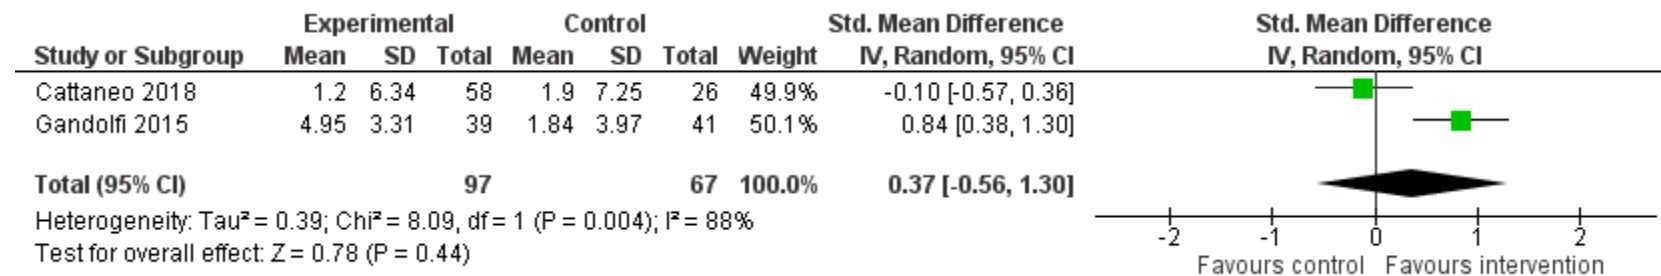 Experimental Control Std. Mean Difference Std. Mean Difference
Study or Subgroup Mean SD Total Mean SD Total Weight IV, Random, 95% CI IV, Random, 95% CI
Cattaneo 2018 1.2 6.34 58 1.9 7.25 26 49.9% -0.10 [-0.57, 0.36]
Gandolfi 2015 4.95 3.31 39 1.84 3.97 41 50.1% 0.84 [0.38, 1.30]
Total (95% CI) 97 67 100.0% 0.37 [-0.56, 1.30]
Heterogeneity: Tau² = 0.39; Chi² = 8.09, df = 1 (P = 0.004); I² = 88%
Test for overall effect: Z = 0.78 (P = 0.44)
-2 -1 0 1 2
Favours control Favours intervention